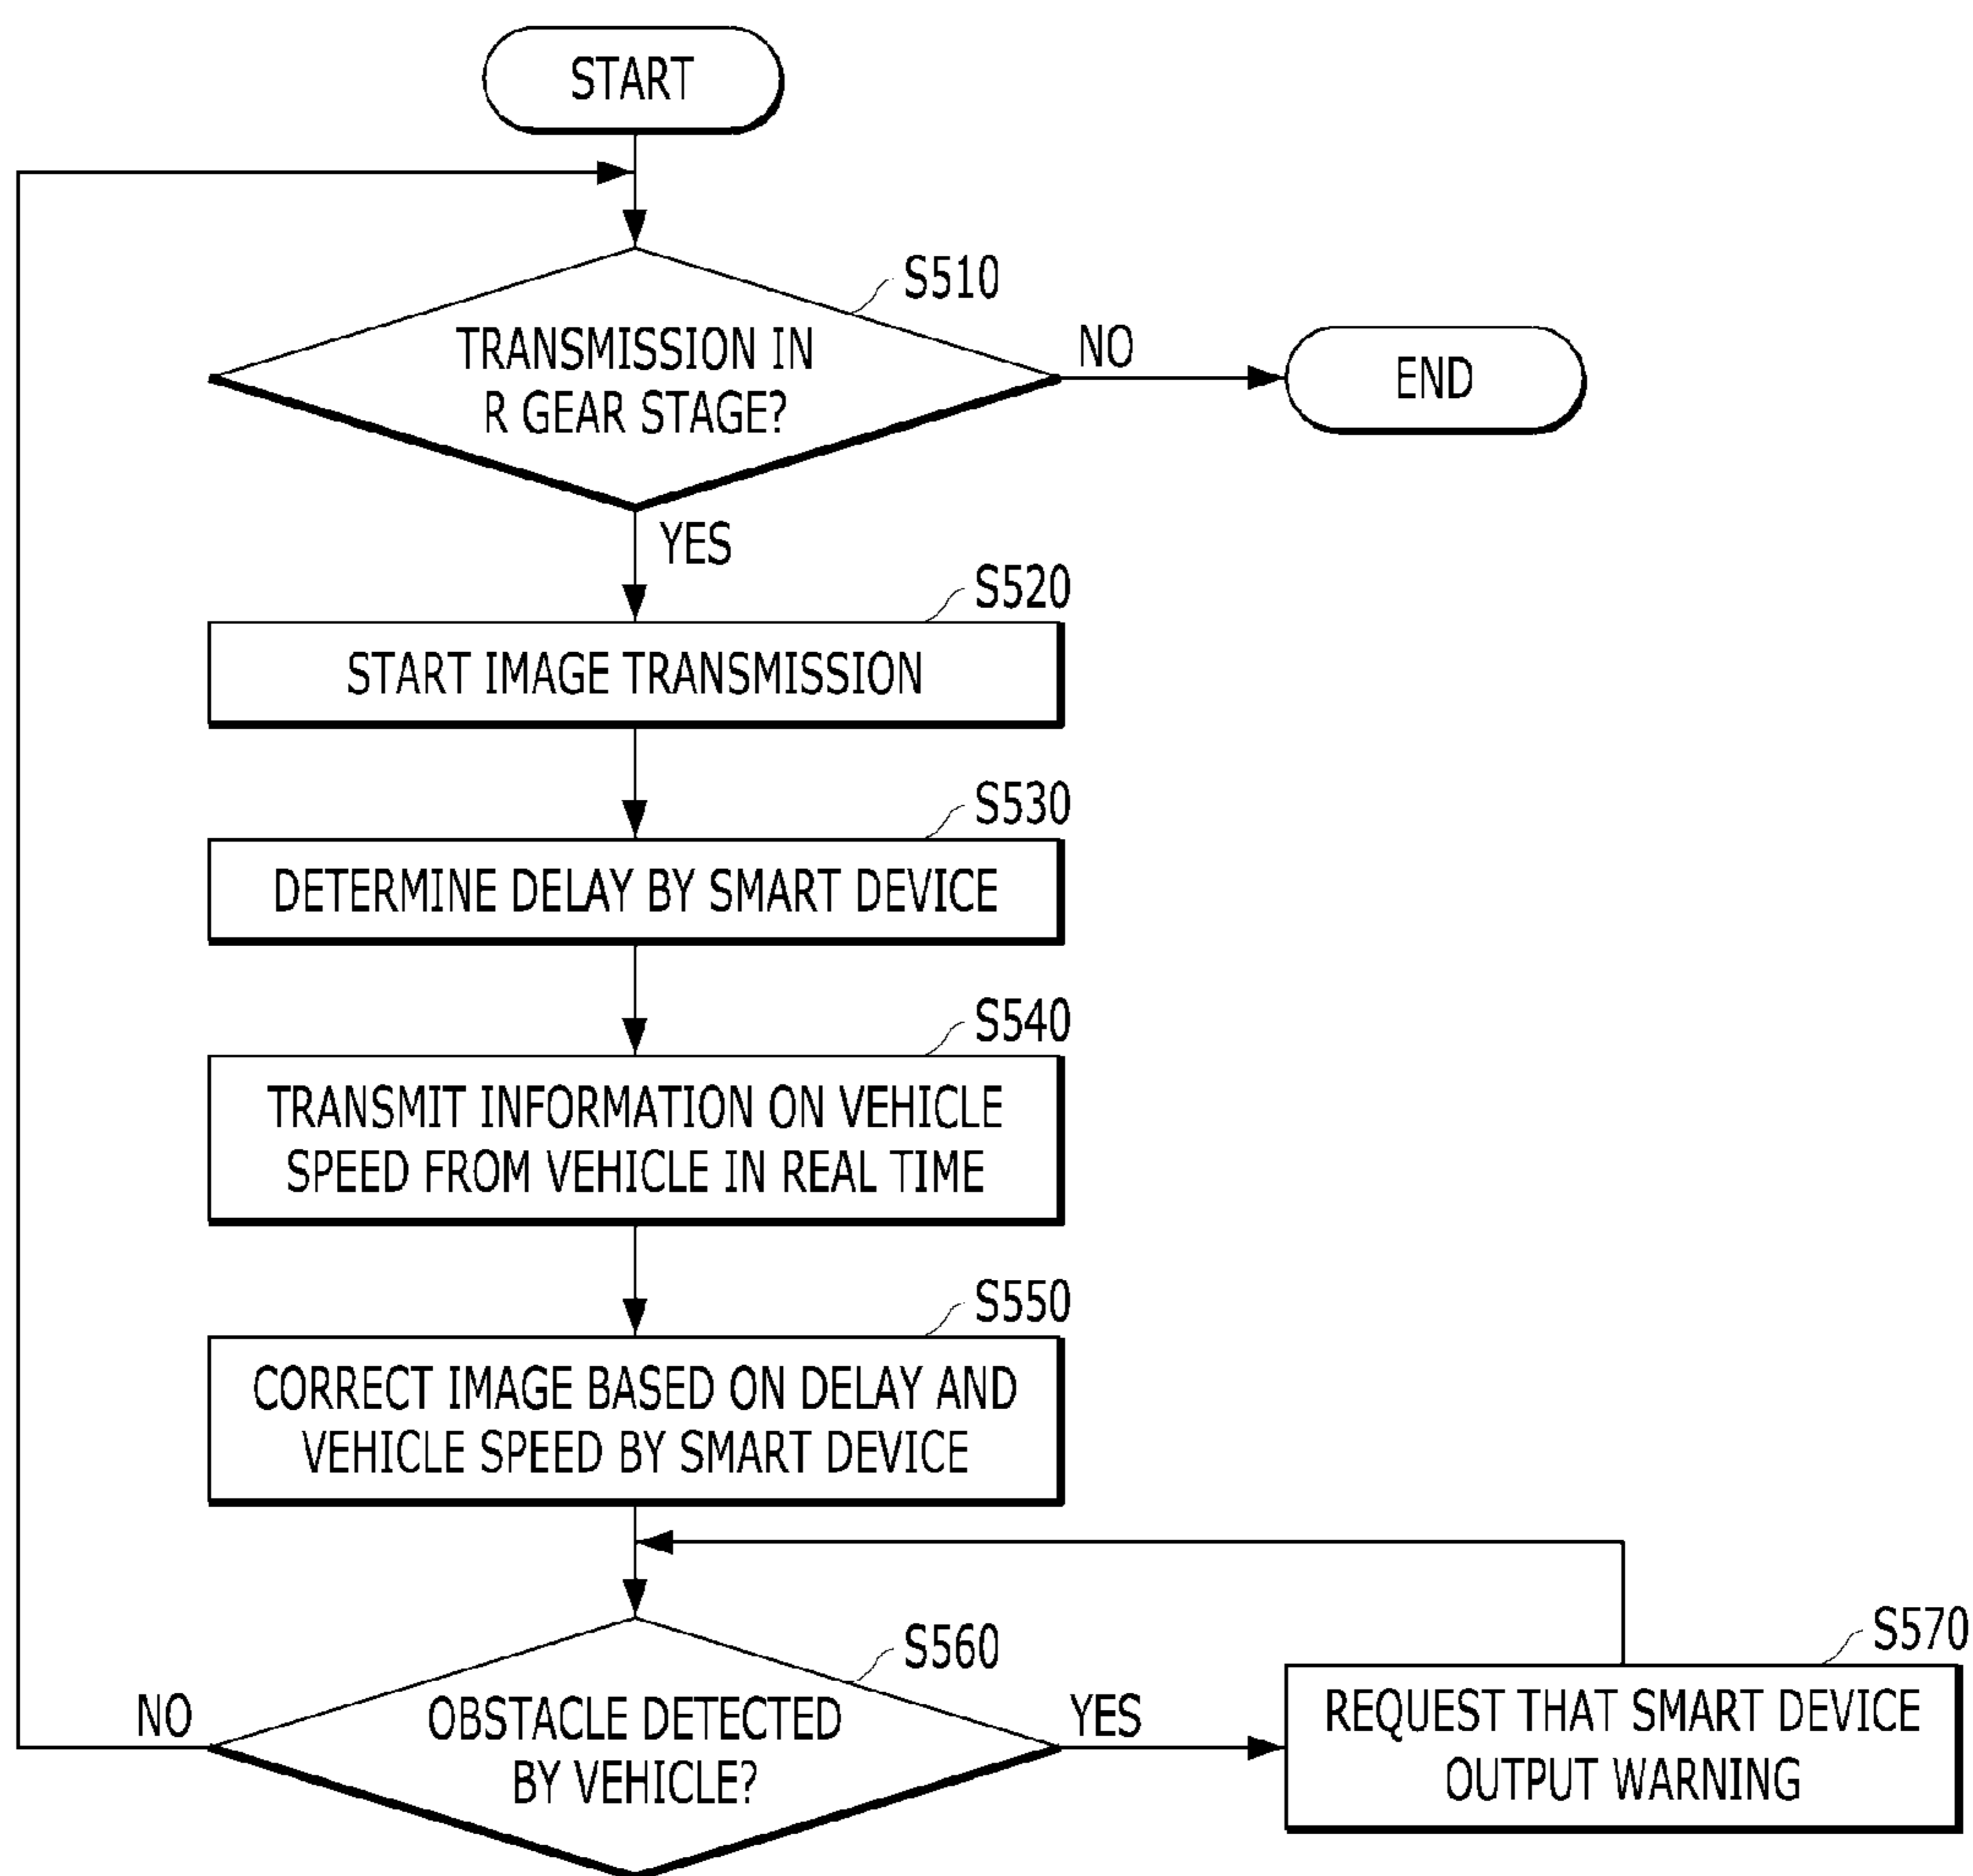 START
S510
TRANSMISSION IN
R GEAR STAGE?
NO
END
YES
S520
START IMAGE TRANSMISSION
S530
DETERMINE DELAY BY SMART DEVICE
S540
TRANSMIT INFORMATION ON VEHICLE
SPEED FROM VEHICLE IN REAL TIME
S550
CORRECT IMAGE BASED ON DELAY AND
VEHICLE SPEED BY SMART DEVICE
S560
NO
OBSTACLE DETECTED
BY VEHICLE?
YES
S570
REQUEST THAT SMART DEVICE
OUTPUT WARNING